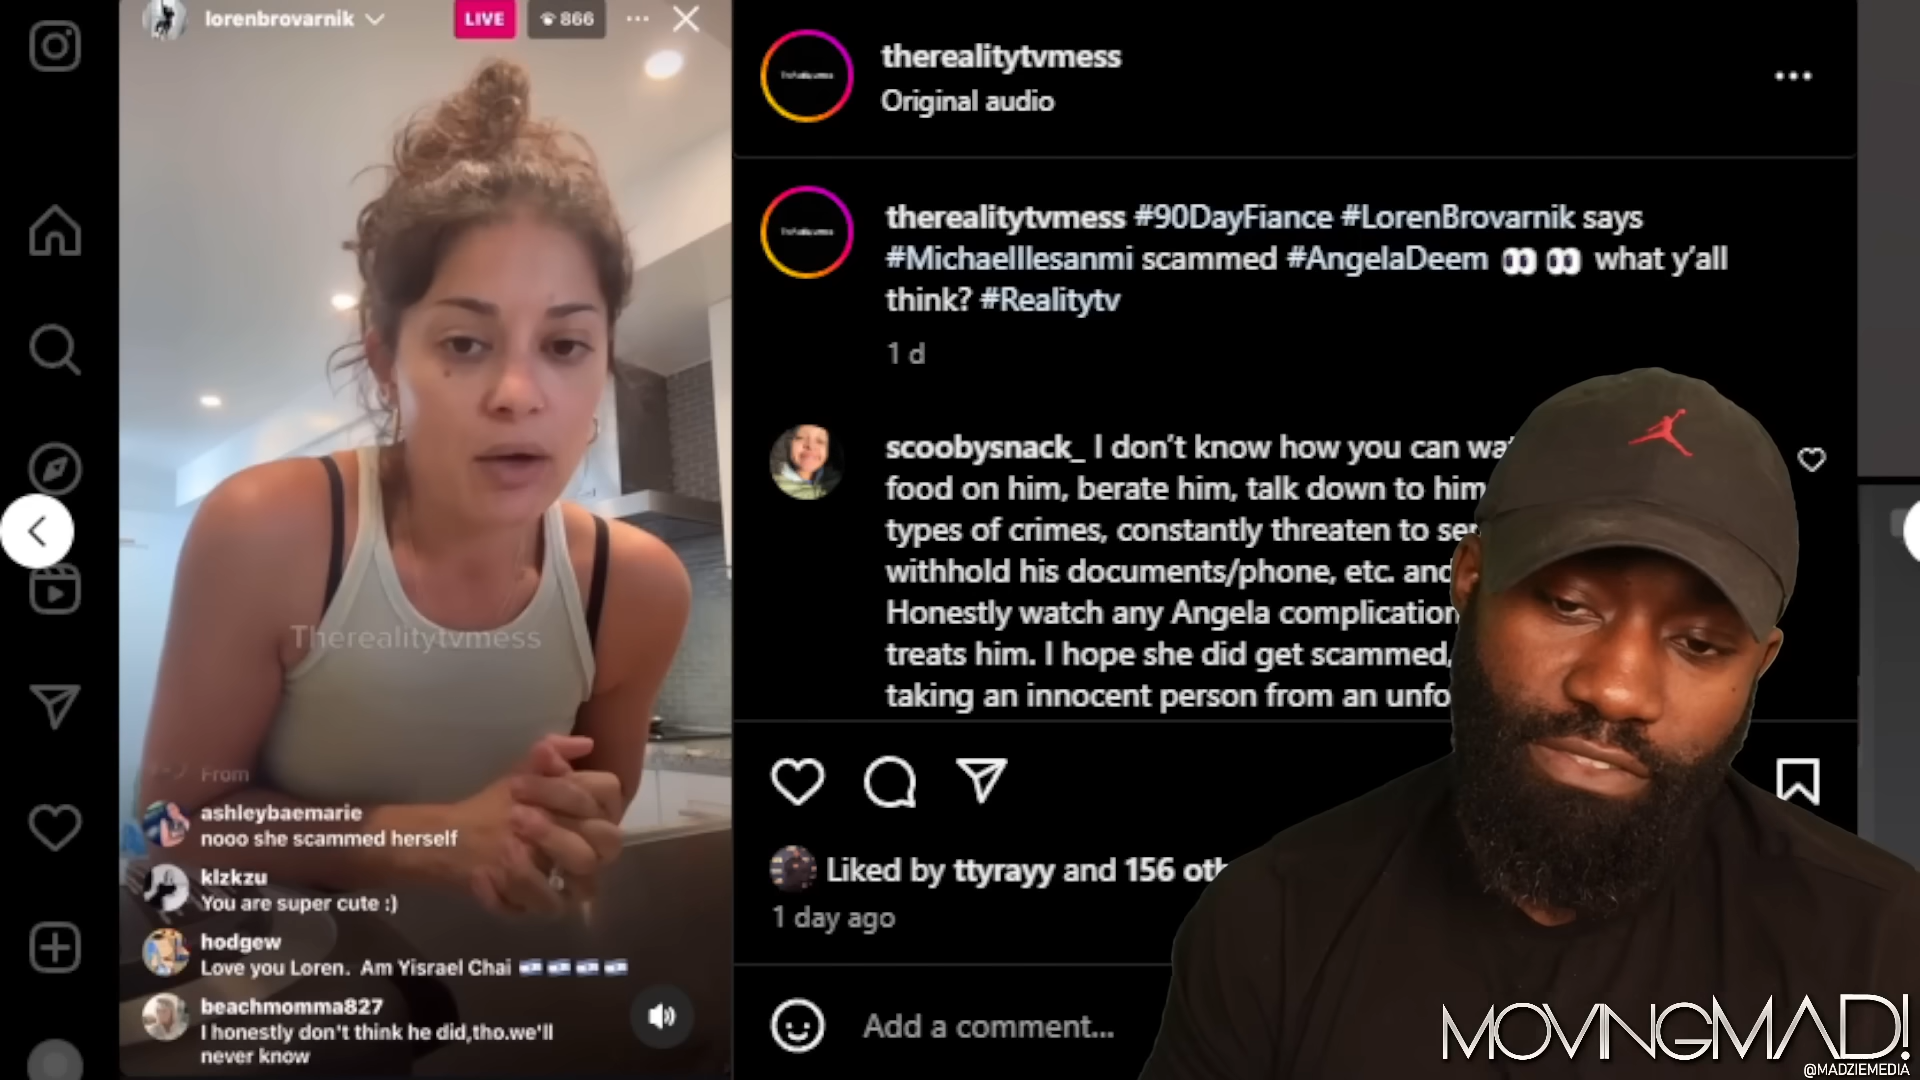 lorenbrovarnik
LIVE
866
therealitytvmess
Original audio
therealitytvmess #90DayFiance #LorenBrovarnik says
#MichaelIlesanmi scammed #AngelaDeem 👀 👀 what y’all
think? #Realitytv
1 d
scoobysnack_ I don’t know how you can
food on him, berate him, talk down to him
types of crimes, constantly threaten to
withhold his documents/phone, etc. and
Honestly watch any Angela complication
treats him. I hope she did get scammed,
taking an innocent person from an
Therealitytvmess
From
ashleybaemarie
nooo she scammed herself
klzkzu
You are super cute :)
hodgew
Love you Loren. Am Yisrael Chai 🇮🇱 🇮🇱 🇮🇱 🇮🇱
beachmomma827
I honestly don't think he did,tho.we'll
never know
Liked by ttyrayy and 156
1 day ago
Add a comment...
MOVINGMAD!
@MADZIEMEDIA